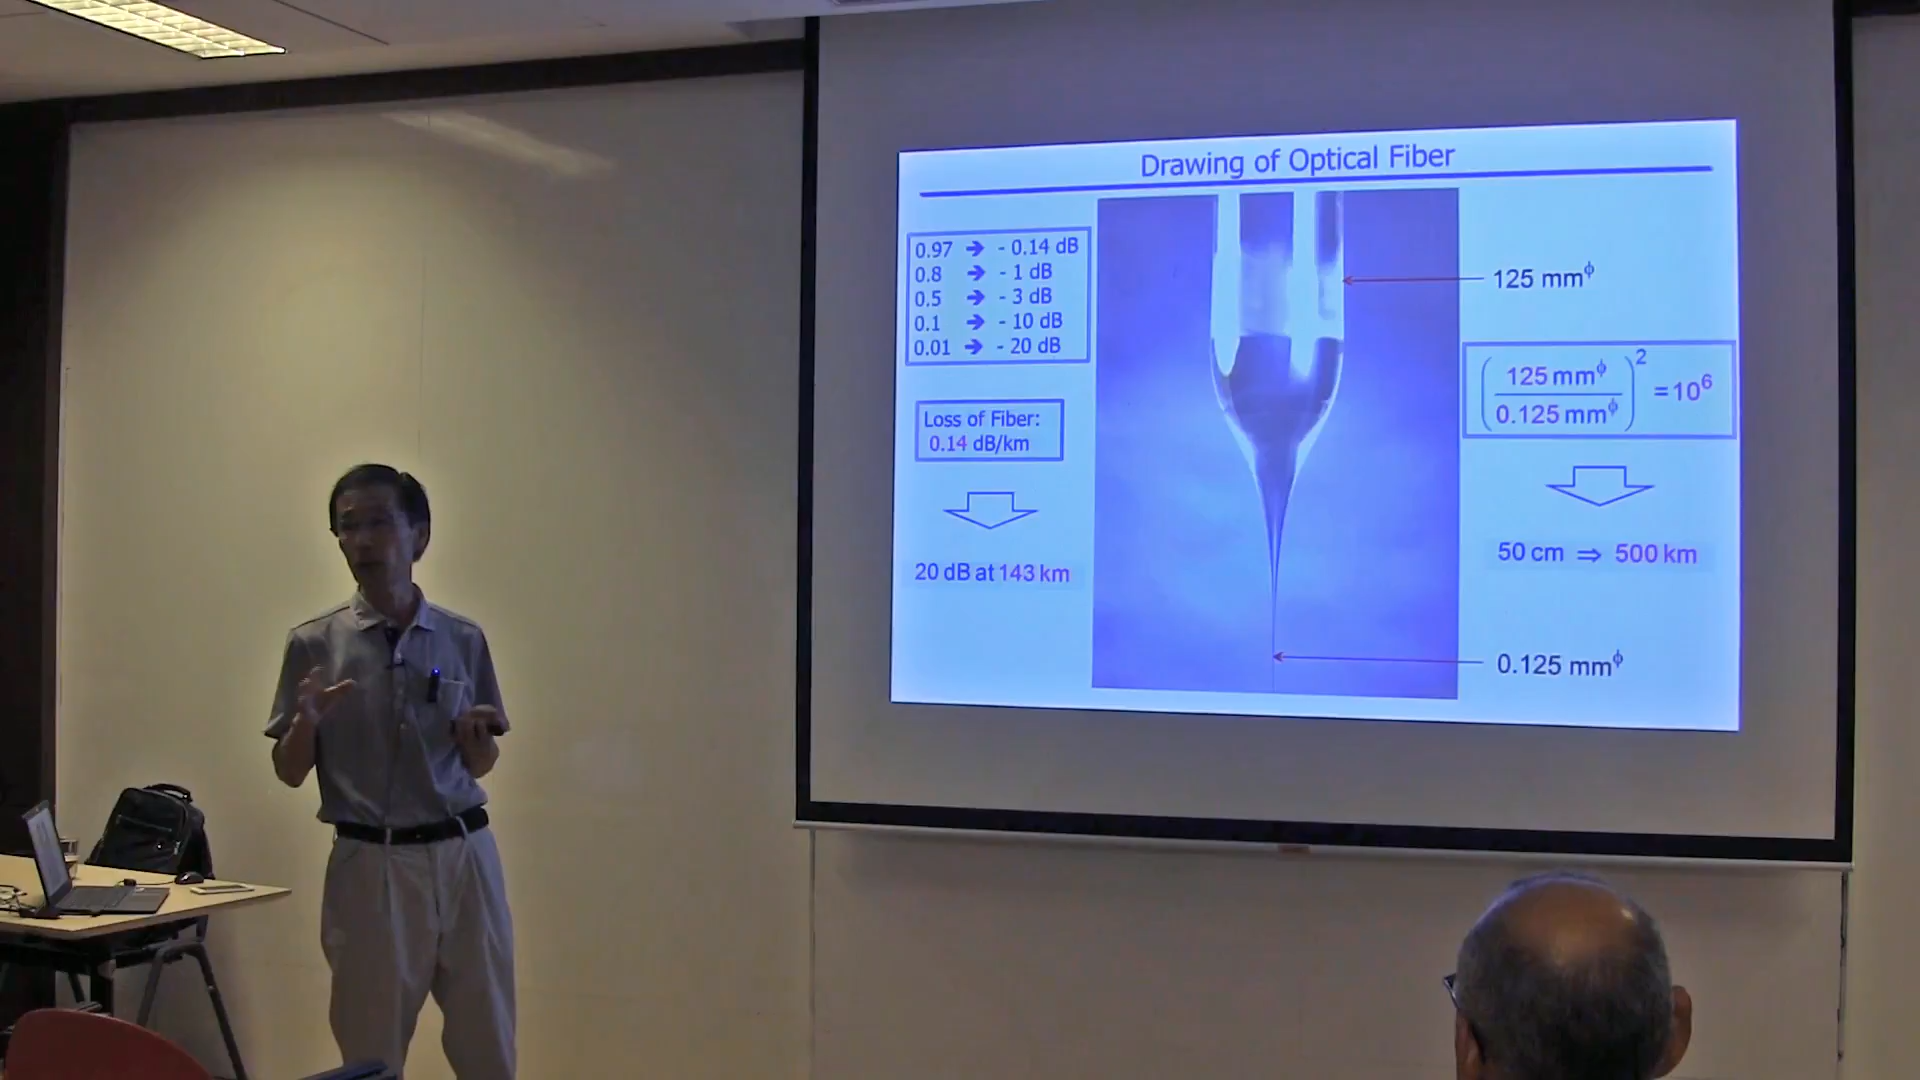 Drawing of Optical Fiber
0.97 ➔ - 0.14 dB
0.8 ➔ - 1 dB
0.5 ➔ - 3 dB
0.1 ➔ - 10 dB
0.01 ➔ - 20 dB
Loss of Fiber:
0.14 dB/km
20 dB at 143 km
125 mmϕ
(125 mmϕ / 0.125 mmϕ)² = 10⁶
50 cm ⇒ 500 km
0.125 mmϕ